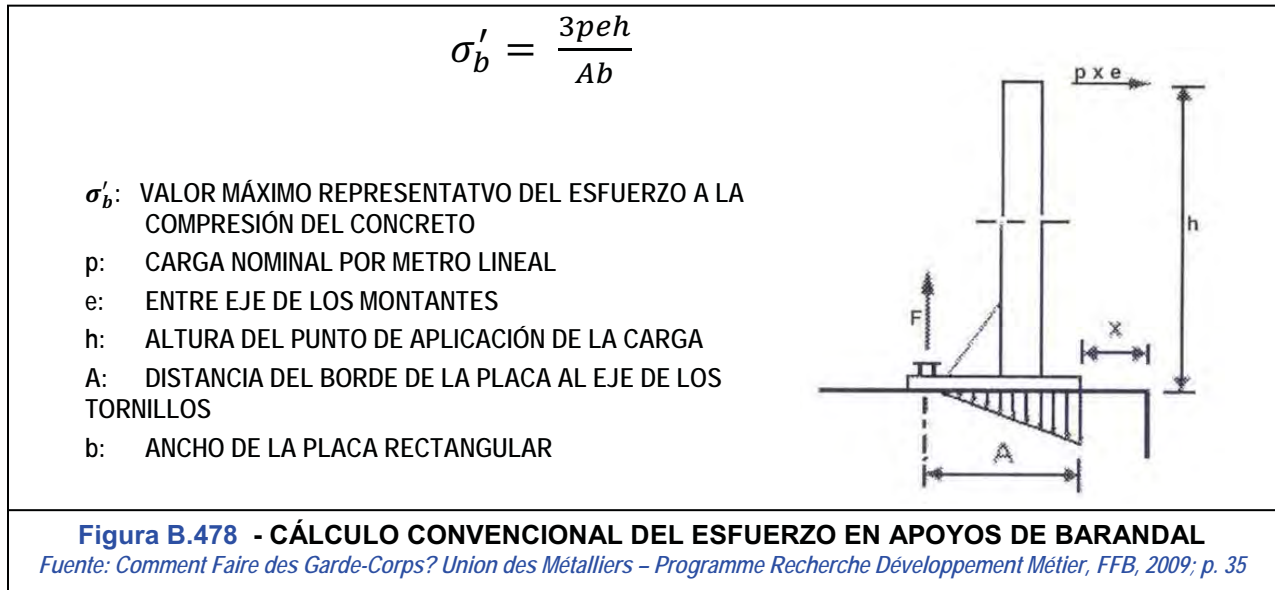 σ′b = 3peh / Ab
σ′b: VALOR MÁXIMO REPRESENTATVO DEL ESFUERZO A LA
COMPRESIÓN DEL CONCRETO
p: CARGA NOMINAL POR METRO LINEAL
e: ENTRE EJE DE LOS MONTANTES
h: ALTURA DEL PUNTO DE APLICACIÓN DE LA CARGA
A: DISTANCIA DEL BORDE DE LA PLACA AL EJE DE LOS
TORNILLOS
b: ANCHO DE LA PLACA RECTANGULAR
p x e
h
F
x
A
Figura B.478 - CÁLCULO CONVENCIONAL DEL ESFUERZO EN APOYOS DE BARANDAL
Fuente: Comment Faire des Garde-Corps? Union des Métalliers – Programme Recherche Développement Métier, FFB, 2009; p. 35